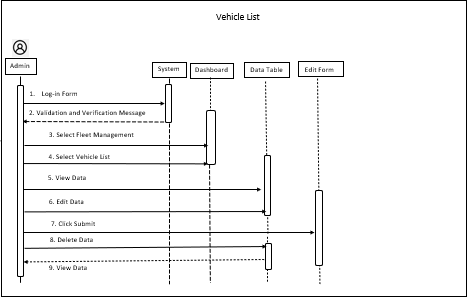 Vehicle List
Admin
System
Dashboard
Data Table
Edit Form
1. Log-in Form
2. Validation and Verification Message
3. Select Fleet Management
4. Select Vehicle List
5. View Data
6. Edit Data
7. Click Submit
8. Delete Data
9. View Data